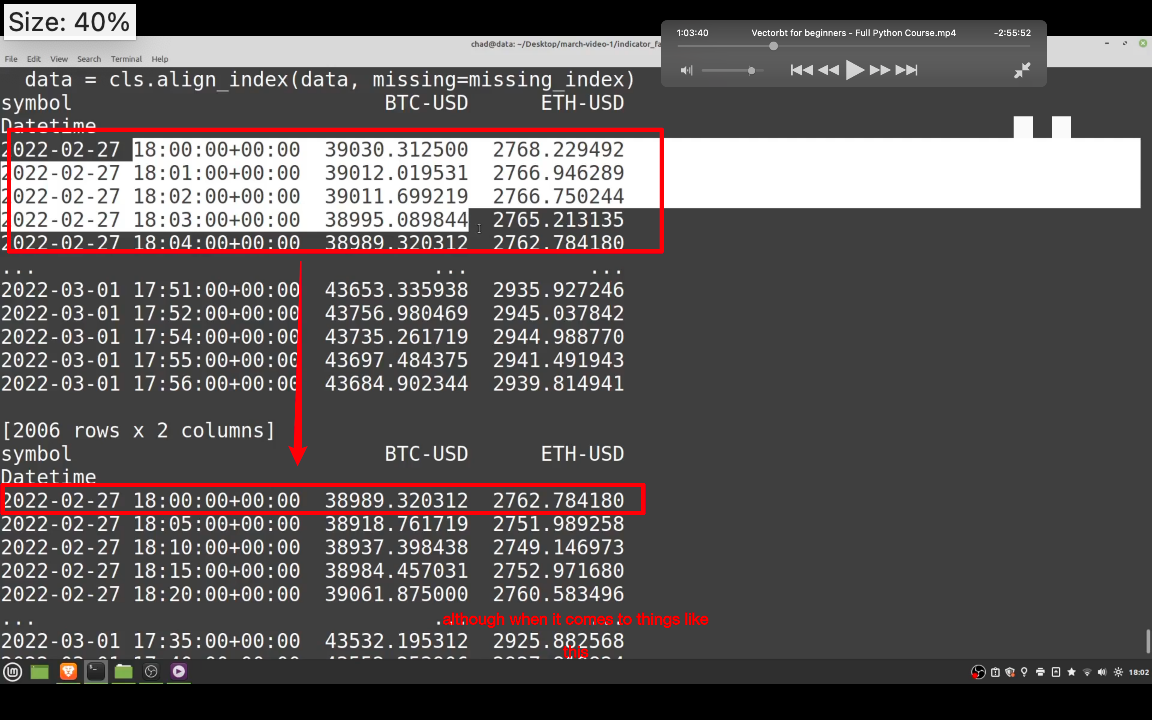 Size: 40%
1:03:40 Vectorbt for beginners - Full Python Course.mp4 -2:55:52
chad@data: ~/Desktop/march-video-1/indicator_fa
File Edit View Search Terminal Help
data = cls.align_index(data, missing=missing_index)
symbol BTC-USD ETH-USD
Datetime
2022-02-27 18:00:00+00:00 39030.312500 2768.229492
2022-02-27 18:01:00+00:00 39012.019531 2766.946289
2022-02-27 18:02:00+00:00 39011.699219 2766.750244
2022-02-27 18:03:00+00:00 38995.089844 2765.213135
2022-02-27 18:04:00+00:00 38989.320312 2762.784180
... ... ...
2022-03-01 17:51:00+00:00 43653.335938 2935.927246
2022-03-01 17:52:00+00:00 43756.980469 2945.037842
2022-03-01 17:54:00+00:00 43735.261719 2944.988770
2022-03-01 17:55:00+00:00 43697.484375 2941.491943
2022-03-01 17:56:00+00:00 43684.902344 2939.814941
[2006 rows x 2 columns]
symbol BTC-USD ETH-USD
Datetime
2022-02-27 18:00:00+00:00 38989.320312 2762.784180
2022-02-27 18:05:00+00:00 38918.761719 2751.989258
2022-02-27 18:10:00+00:00 38937.398438 2749.146973
2022-02-27 18:15:00+00:00 38984.457031 2752.971680
2022-02-27 18:20:00+00:00 39061.875000 2760.583496
... ... ...
although when it comes to things like
2022-03-01 17:35:00+00:00 43532.195312 2925.882568
this
18:02